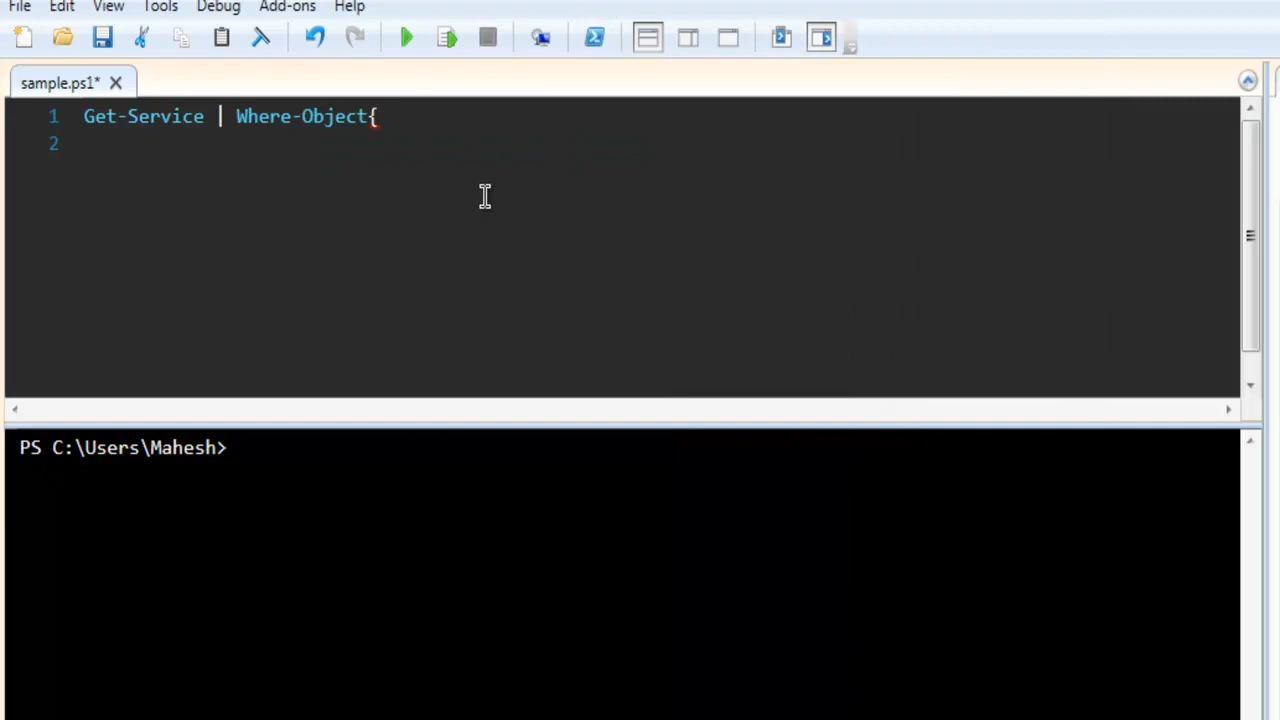 File Edit View Tools Debug Add-ons Help
sample.ps1*
1 Get-Service | Where-Object{
2
PS C:\Users\Mahesh>